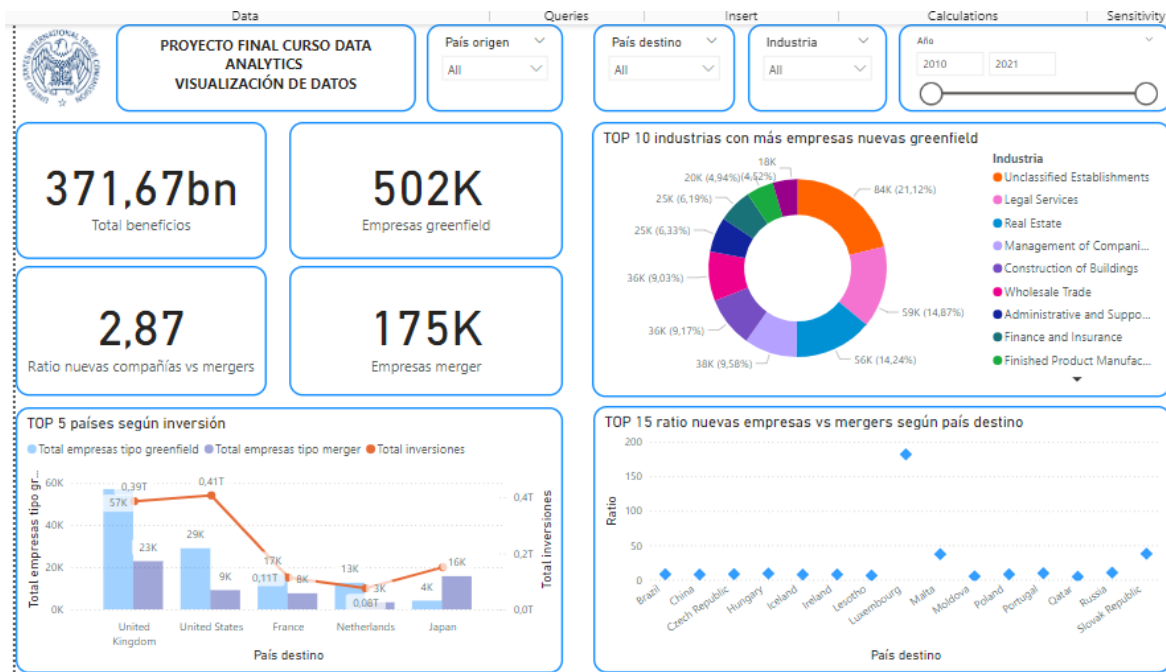 Data
Queries
Insert
Calculations
Sensitivity
UNITED STATES INTERNATIONAL TRADE COMMISSION
PROYECTO FINAL CURSO DATA
ANALYTICS
VISUALIZACIÓN DE DATOS
País origen
All
País destino
All
Industria
All
Año
2010
2021
371,67bn
Total beneficios
502K
Empresas greenfield
2,87
Ratio nuevas compañías vs mergers
175K
Empresas merger
TOP 10 industrias con más empresas nuevas greenfield
84K (21,12%)
59K (14,87%)
56K (14,24%)
38K (9,58%)
36K (9,17%)
36K (9,03%)
25K (6,33%)
25K (6,19%)
20K (4,94%)
18K
(4,52%)
Industria
Unclassified Establishments
Legal Services
Real Estate
Management of Compani...
Construction of Buildings
Wholesale Trade
Administrative and Suppo...
Finance and Insurance
Finished Product Manufac...
TOP 5 países según inversión
Total empresas tipo greenfield
Total empresas tipo merger
Total inversiones
Total empresas tipo gr...
60K
40K
20K
0K
57K
0,39T
23K
29K
0,41T
9K
17K
0,11T
8K
13K
0,08T
3K
4K
16K
0,4T
0,2T
0,0T
Total inversiones
United
Kingdom
United States
France
Netherlands
Japan
País destino
TOP 15 ratio nuevas empresas vs mergers según país destino
Ratio
200
150
100
50
0
Brazil
China
Czech Republic
Hungary
Iceland
Ireland
Lesotho
Luxembourg
Malta
Moldova
Poland
Portugal
Qatar
Russia
Slovak Republic
País destino